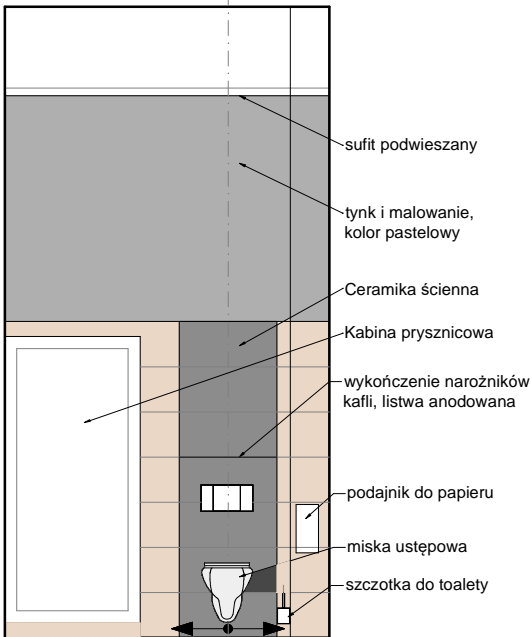 sufit podwieszany
tynk i malowanie,
kolor pastelowy
Ceramika ścienna
Kabina prysznicowa
wykończenie narożników
kafli, listwa anodowana
podajnik do papieru
miska ustępowa
szczotka do toalety